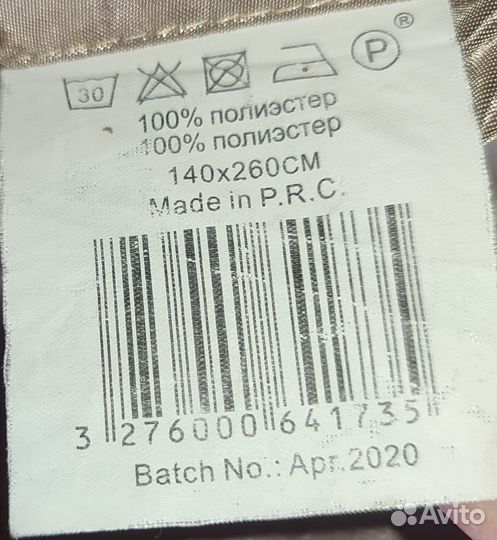 ®
30 P
100% полиэстер
100% полиэстер
140x260CM
Made in P.R.C.
3 276000 641735
Batch No.: Apr.2020
Avito